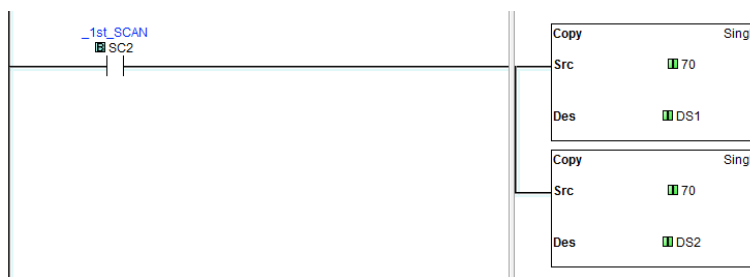 _1st_SCAN
B SC2
Copy Sing
Src I 70
Des I DS1
Copy Sing
Src I 70
Des I DS2